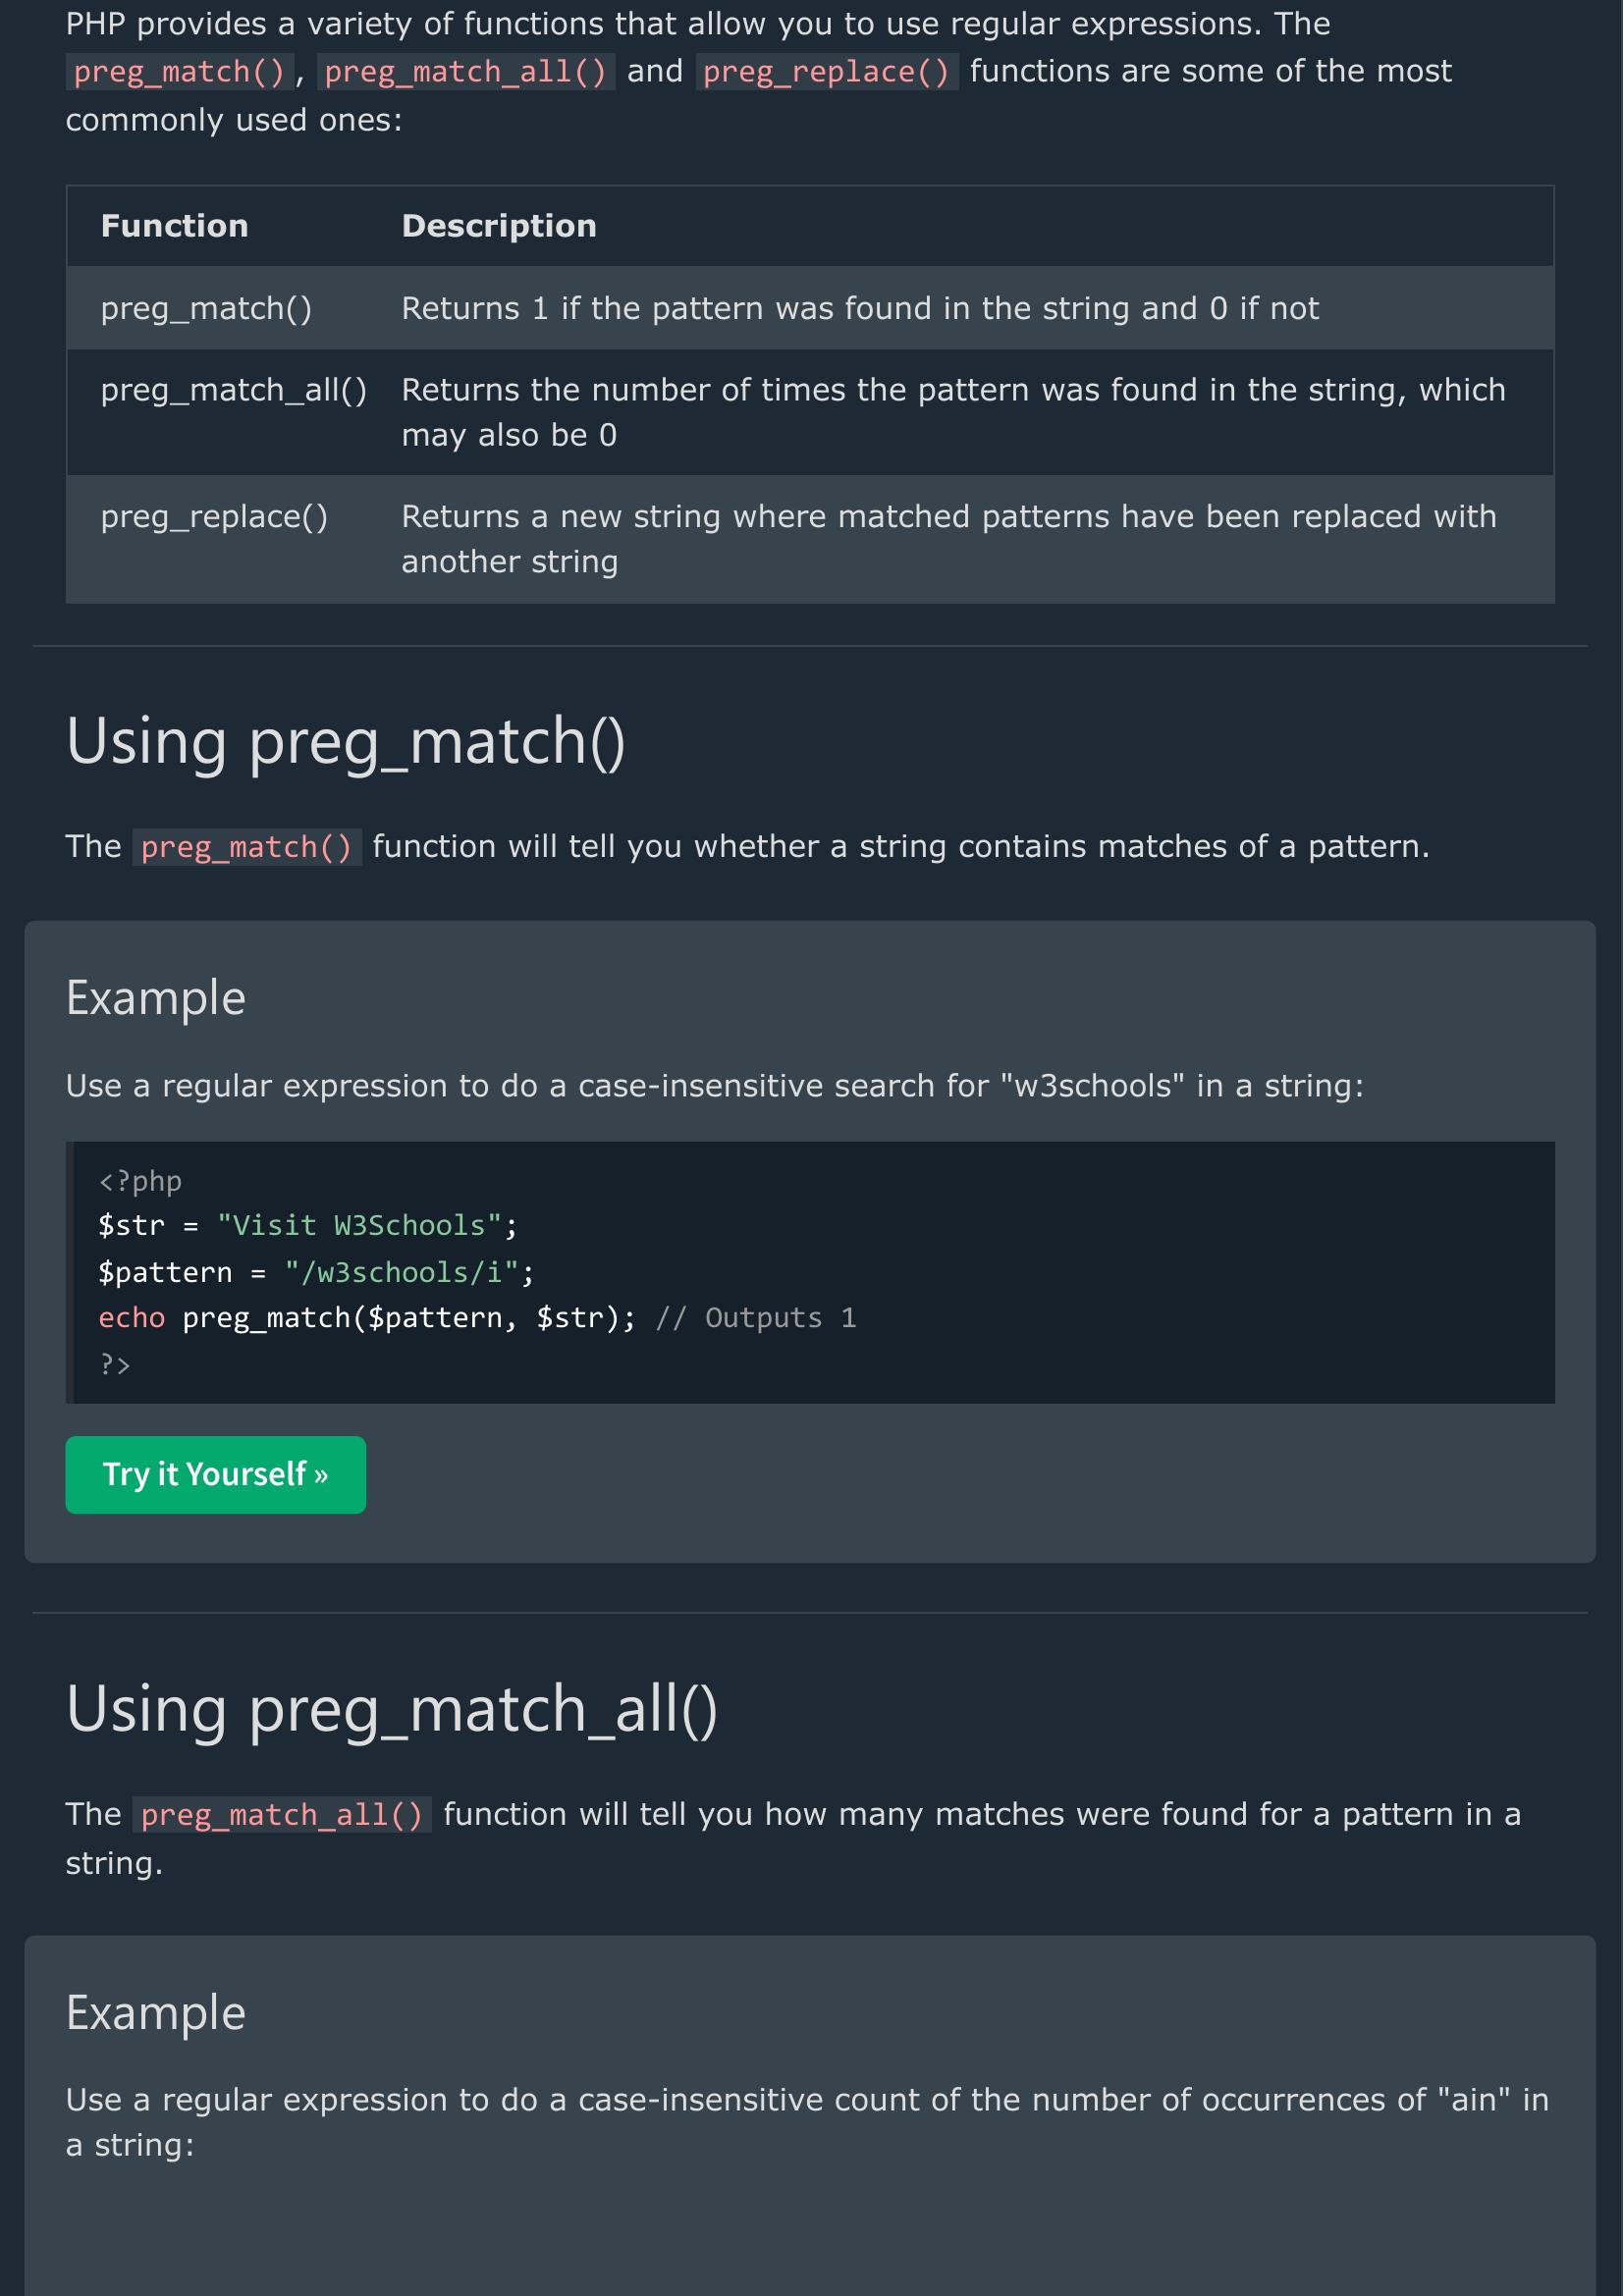 PHP provides a variety of functions that allow you to use regular expressions. The
preg_match(), preg_match_all() and preg_replace() functions are some of the most
commonly used ones:
Function Description
preg_match() Returns 1 if the pattern was found in the string and 0 if not
preg_match_all() Returns the number of times the pattern was found in the string, which
may also be 0
preg_replace() Returns a new string where matched patterns have been replaced with
another string
Using preg_match()
The preg_match() function will tell you whether a string contains matches of a pattern.
Example
Use a regular expression to do a case-insensitive search for "w3schools" in a string:
<?php
$str = "Visit W3Schools";
$pattern = "/w3schools/i";
echo preg_match($pattern, $str); // Outputs 1
?>
Try it Yourself »
Using preg_match_all()
The preg_match_all() function will tell you how many matches were found for a pattern in a
string.
Example
Use a regular expression to do a case-insensitive count of the number of occurrences of "ain" in
a string: